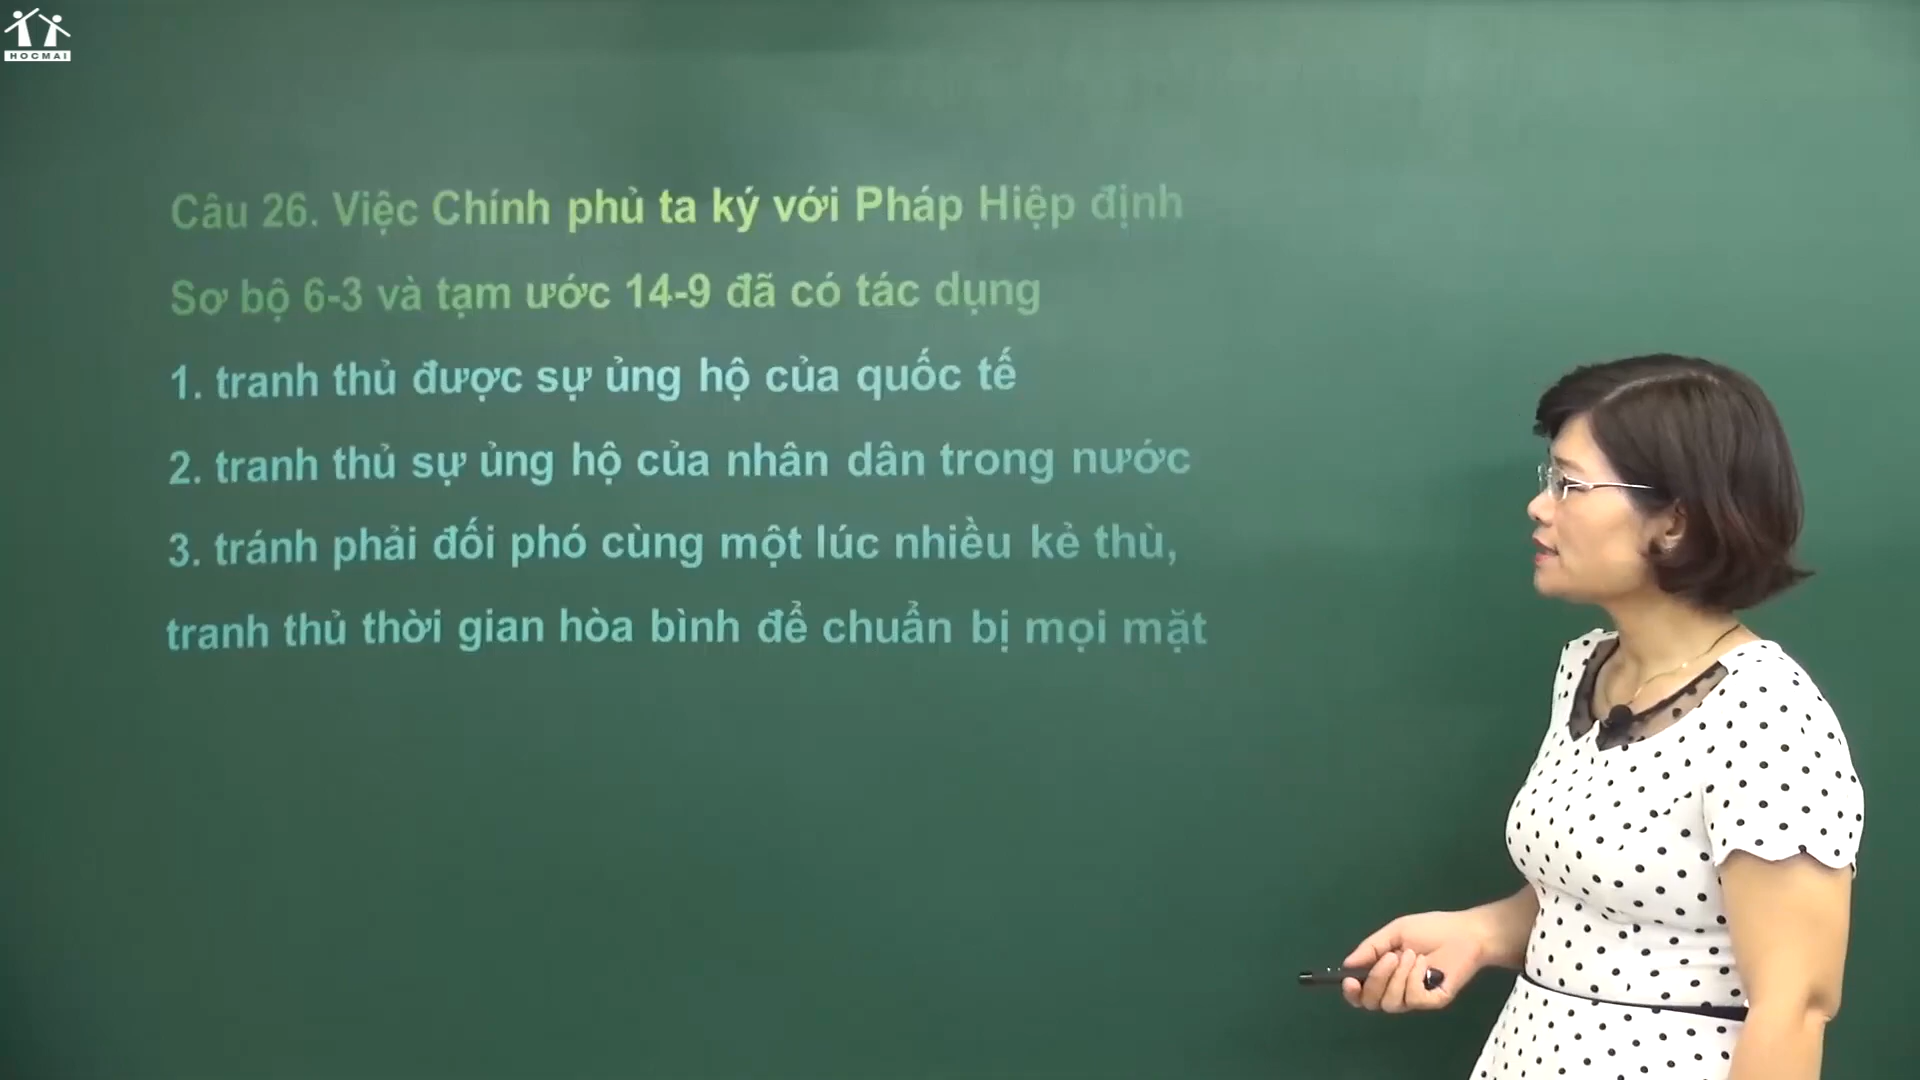 HOCMAI
Câu 26. Việc Chính phủ ta ký với Pháp Hiệp định
Sơ bộ 6-3 và tạm ước 14-9 đã có tác dụng
1. tranh thủ được sự ủng hộ của quốc tế
2. tranh thủ sự ủng hộ của nhân dân trong nước
3. tránh phải đối phó cùng một lúc nhiều kẻ thù,
tranh thủ thời gian hòa bình để chuẩn bị mọi mặt